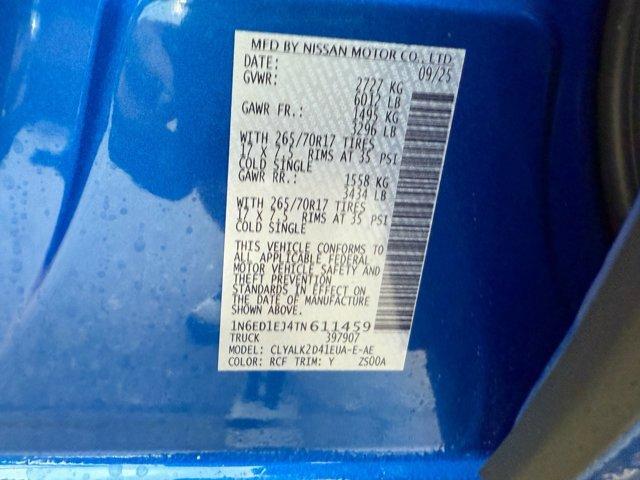 MFD BY NISSAN MOTOR CO., LTD.
DATE: 09/25
GVWR: 2727 KG
6012 LB
GAWR FR.: 1495 KG
3296 LB
WITH 265/70R17 TIRES
17 X 7.5 RIMS AT 35 PSI
COLD SINGLE
GAWR RR.: 1558 KG
3434 LB
WITH 265/70R17 TIRES
17 X 7.5 RIMS AT 35 PSI
COLD SINGLE
THIS VEHICLE CONFORMS TO
ALL APPLICABLE FEDERAL
MOTOR VEHICLE SAFETY AND
THEFT PREVENTION
STANDARDS IN EFFECT ON
THE DATE OF MANUFACTURE
SHOWN ABOVE.
1N6ED1EJ4TN611459
TRUCK 397907
MODEL: CLYALK2D41EUA-E-AE
COLOR: RCF TRIM: Y ZS00A